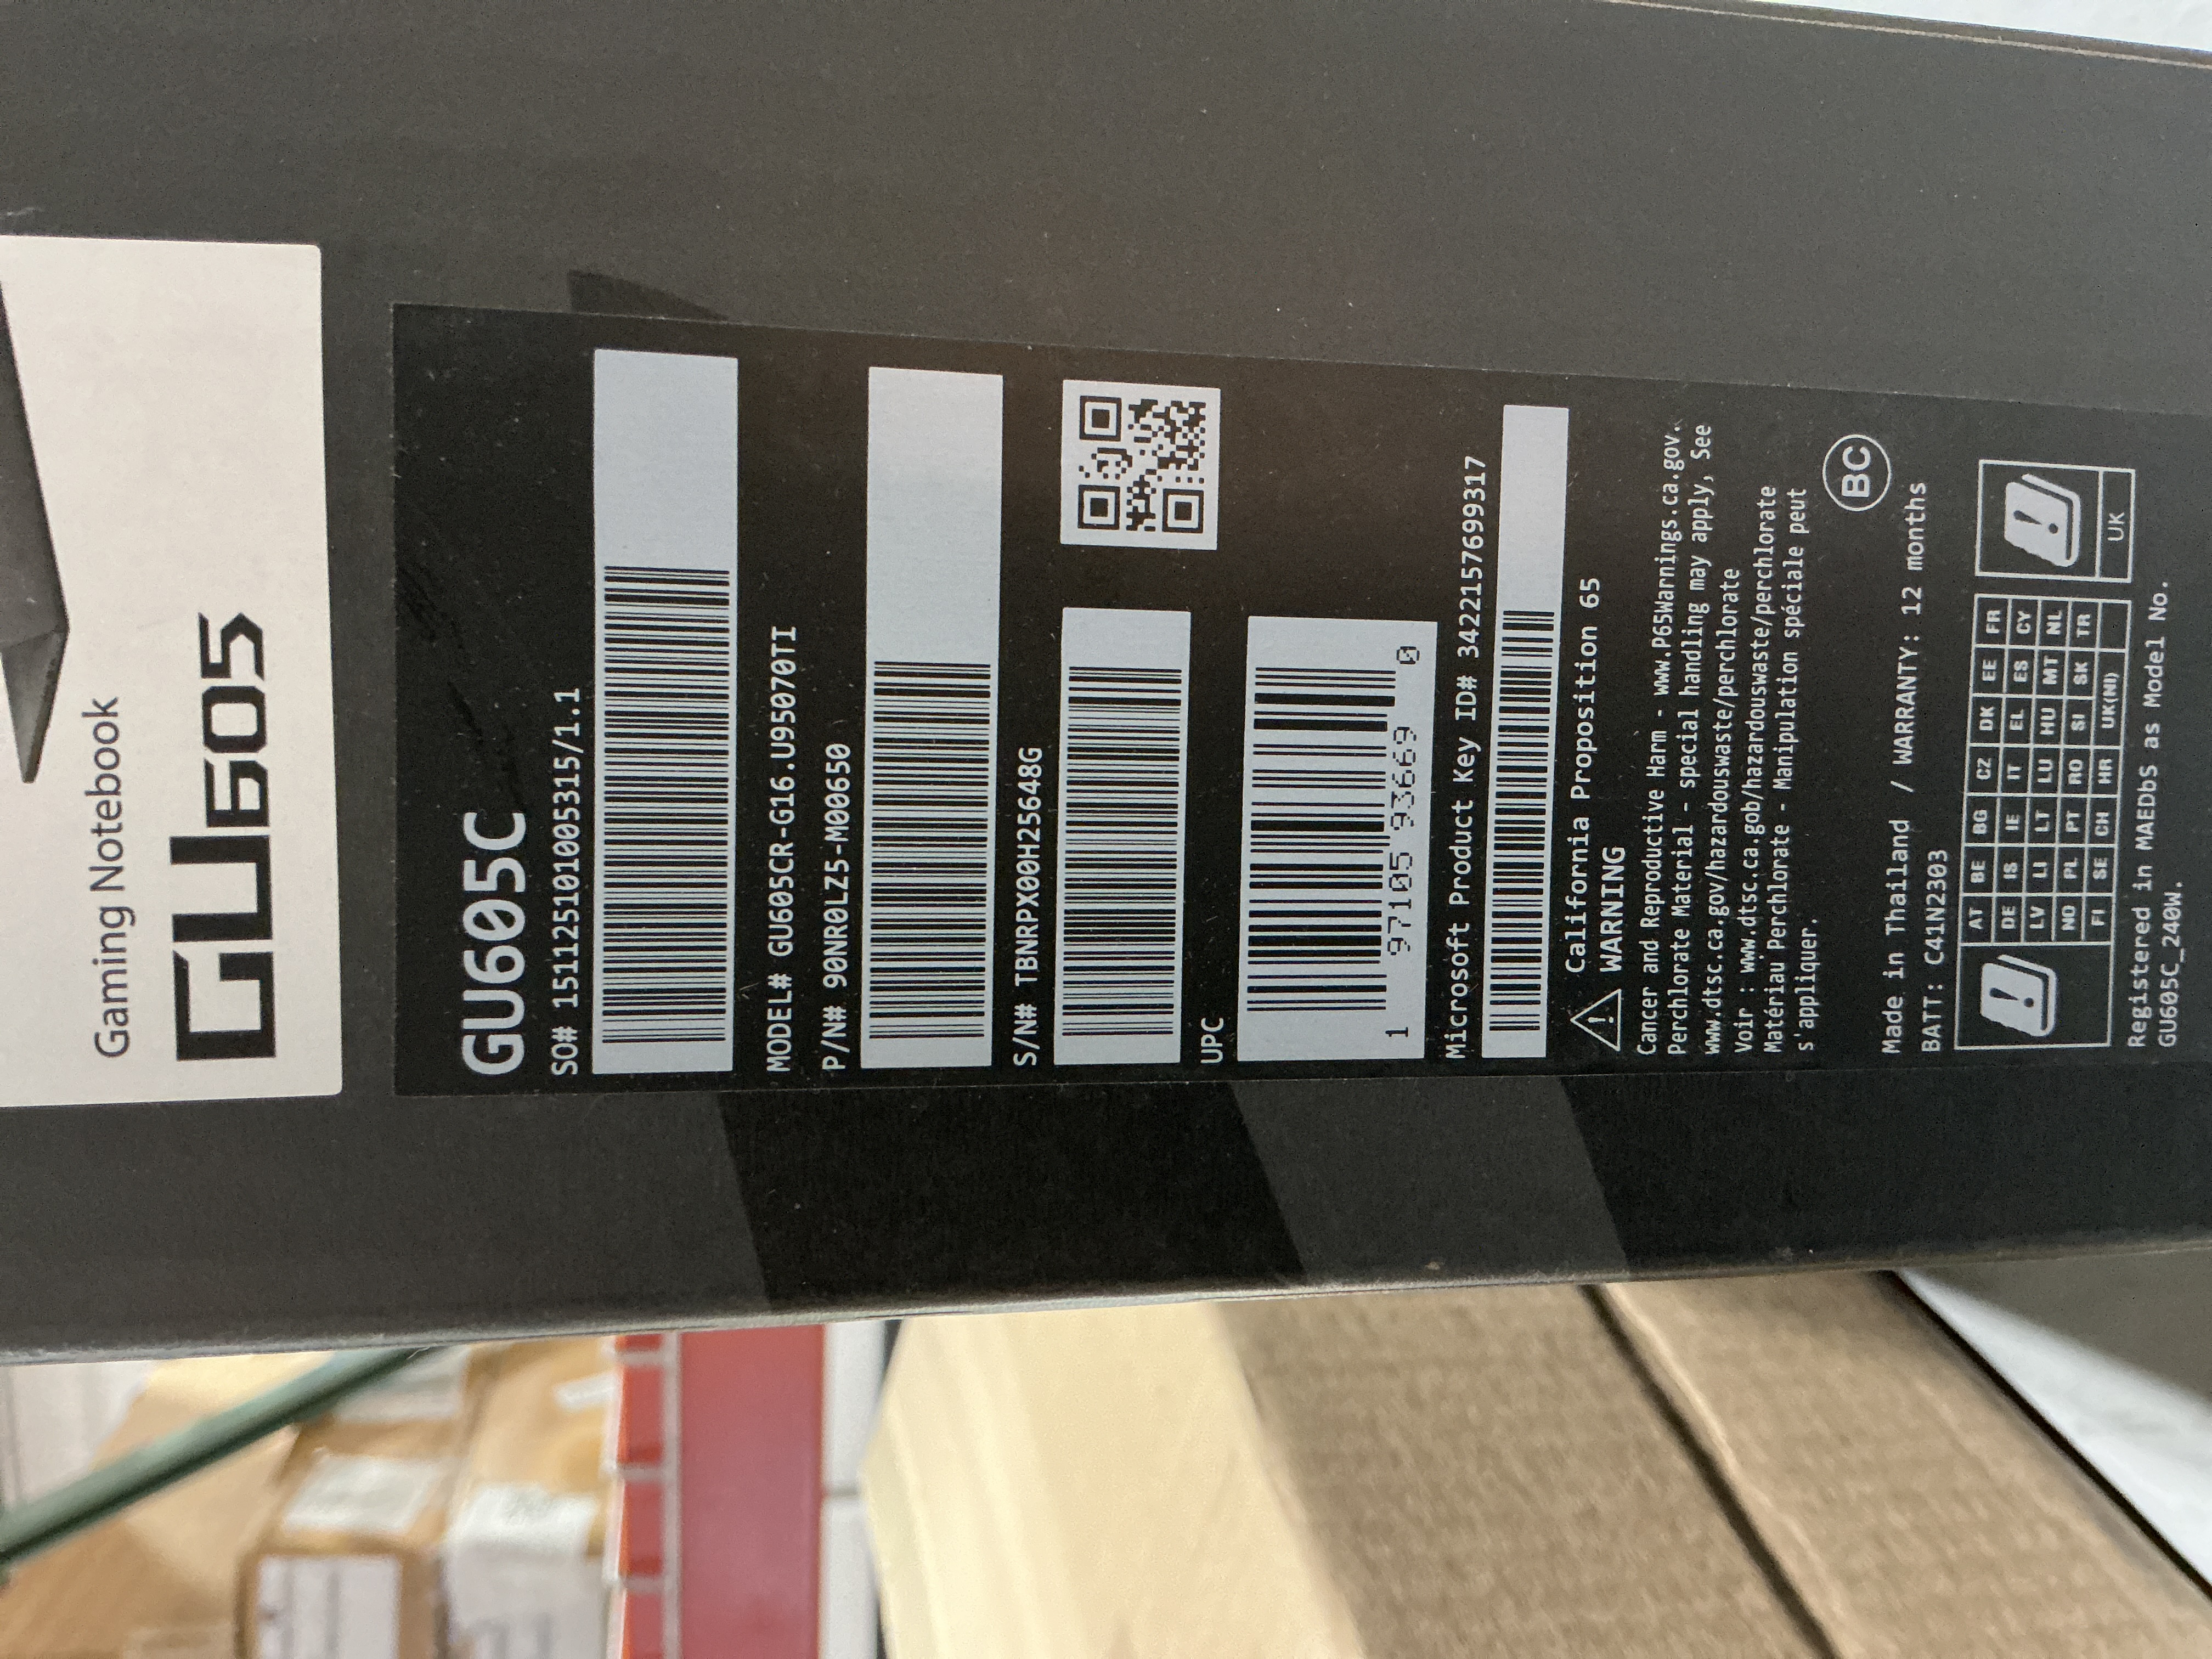 Gaming Notebook
GU605
GU605C
SO# 151125101005315/1.1
MODEL# GU605CR-G16.U95070TI
P/N# 90NR0LZ5-M00650
S/N# TBNRPX00H25648G
UPC
1 97105 93669 0
Microsoft Product Key ID# 3422157699317
California Proposition 65
WARNING
Cancer and Reproductive Harm - www.P65Warnings.ca.gov.
Perchlorate Material - special handling may apply, See
www.dtsc.ca.gov/hazardouswaste/perchlorate
Voir : www.dtsc.ca.gob/hazardouswaste/perchlorate
Matériau Perchlorate - Manipulation spéciale peut
s'appliquer.
BC
Made in Thailand / WARRANTY: 12 months
BATT: C41N2303
AT BE BG CZ DK EE FR
DE IS IE IT EL ES CY
LV LI LT LU HU MT NL
NO PL PT RO SI SK TR
FI SE CH HR UK(NI)
UK
Registered in MAEDbS as Model No.
GU605C_240W.